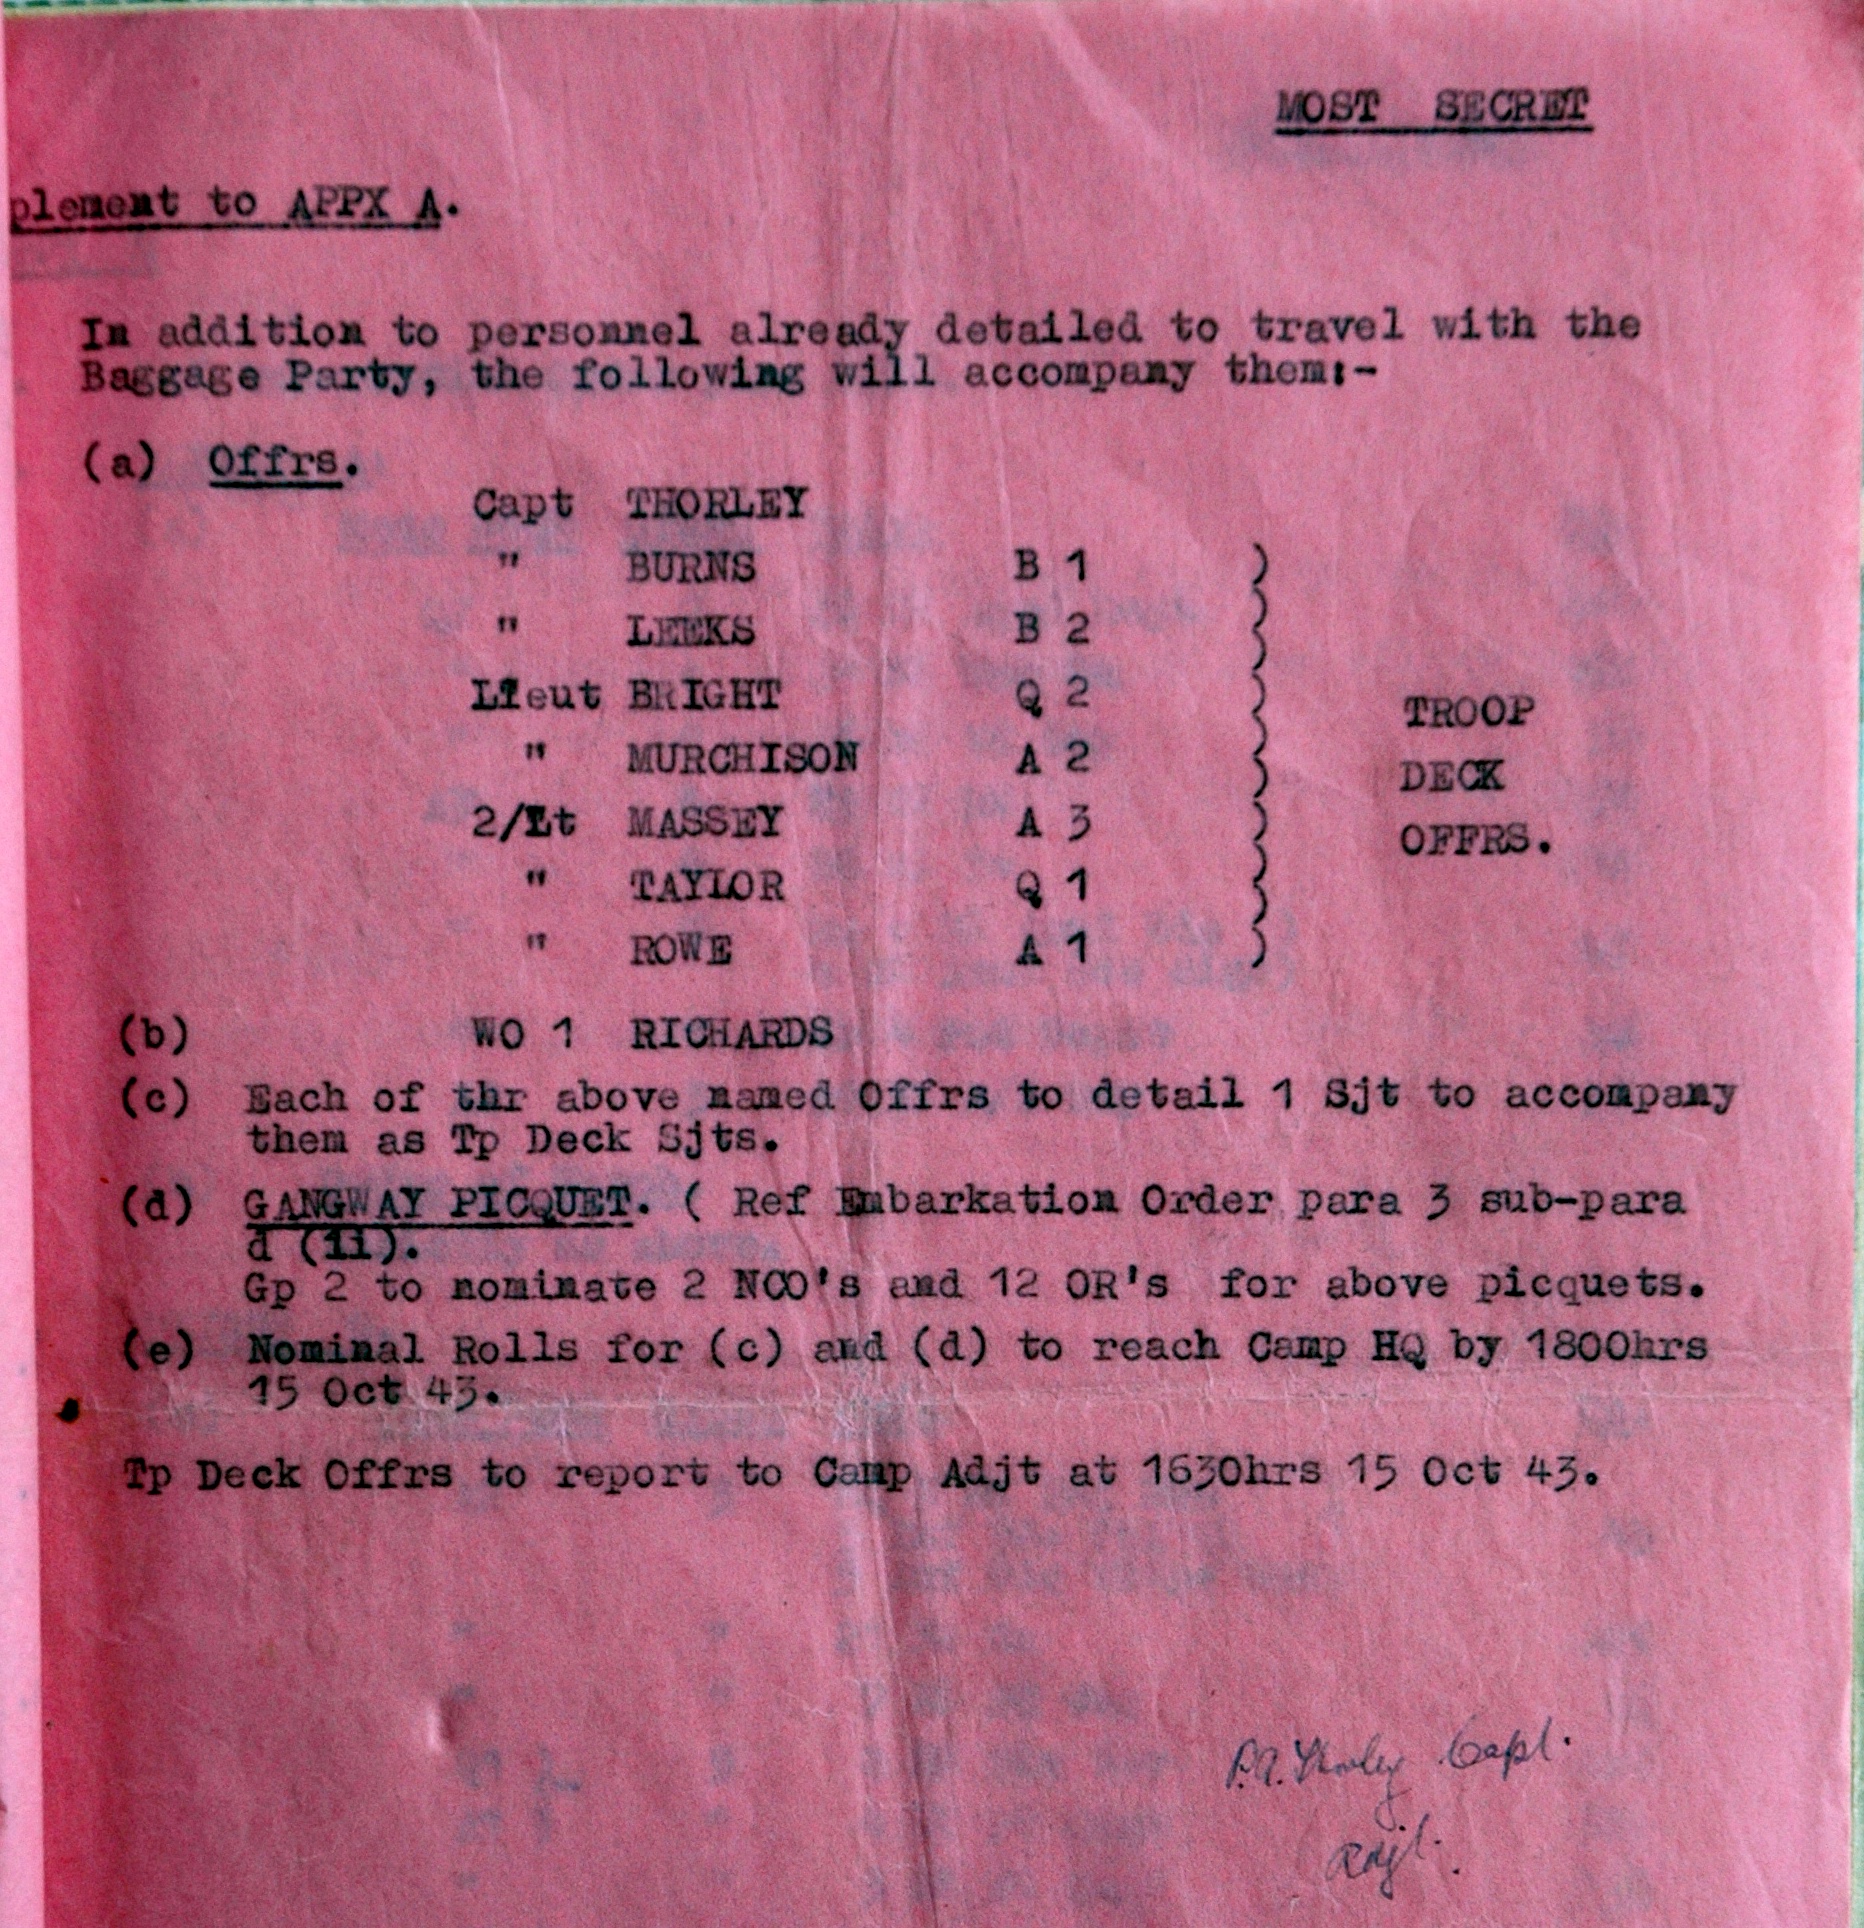 MOST SECRET
plement to APPX A.
In addition to personnel already detailed to travel with the
Baggage Party, the following will accompany them:-
(a) Offrs.
Capt THORLEY
" BURNS B 1
" LEEKS B 2
Lieut BRIGHT Q 2
" MURCHISON A 2
2/Lt MASSEY A 3
" TAYLOR Q 1
" ROWE A 1
TROOP
DECK
OFFRS.
(b) WO 1 RICHARDS
(c) Each of thr above named Offrs to detail 1 Sjt to accompany
them as Tp Deck Sjts.
(d) GANGWAY PICQUET. ( Ref Embarkation Order para 3 sub-para
d (ii).
Gp 2 to nominate 2 NCO's and 12 OR's for above picquets.
(e) Nominal Rolls for (c) and (d) to reach Camp HQ by 1800hrs
15 Oct 43.
Tp Deck Offrs to report to Camp Adjt at 1630hrs 15 Oct 43.
Thorley Capt.
Adjt.